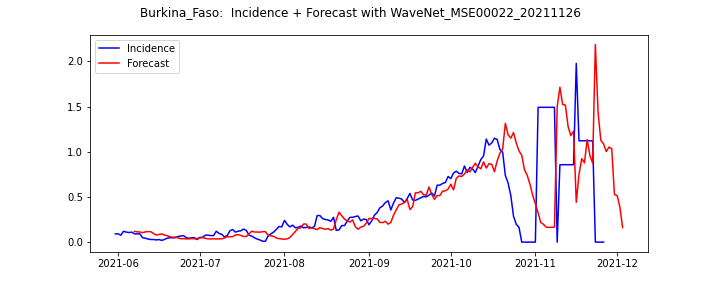 Burkina_Faso:  Incidence + Forecast with WaveNet_MSE00022_20211126
Incidence
Forecast
2.0
1.5
1.0
0.5
0.0
2021-06 2021-07 2021-08 2021-09 2021-10 2021-11 2021-12